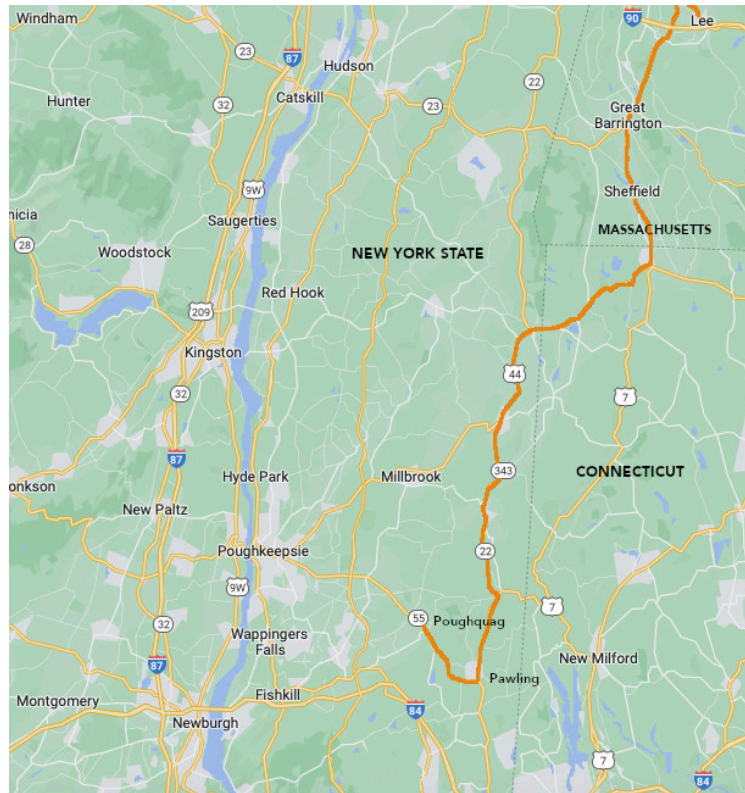 Windham
90
Lee
23
87
Hudson
22
32
Catskill
23
Hunter
Great
Barrington
9W
Sheffield
nicia
Saugerties
MASSACHUSETTS
28
Woodstock
NEW YORK STATE
Red Hook
209
Kingston
44
32
7
87
343
CONNECTICUT
onkson
Hyde Park
Millbrook
New Paltz
Poughkeepsie
22
9W
7
55
Poughquag
32
Wappingers
Falls
New Milford
87
Pawling
Montgomery
Fishkill
84
Newburgh
7
84